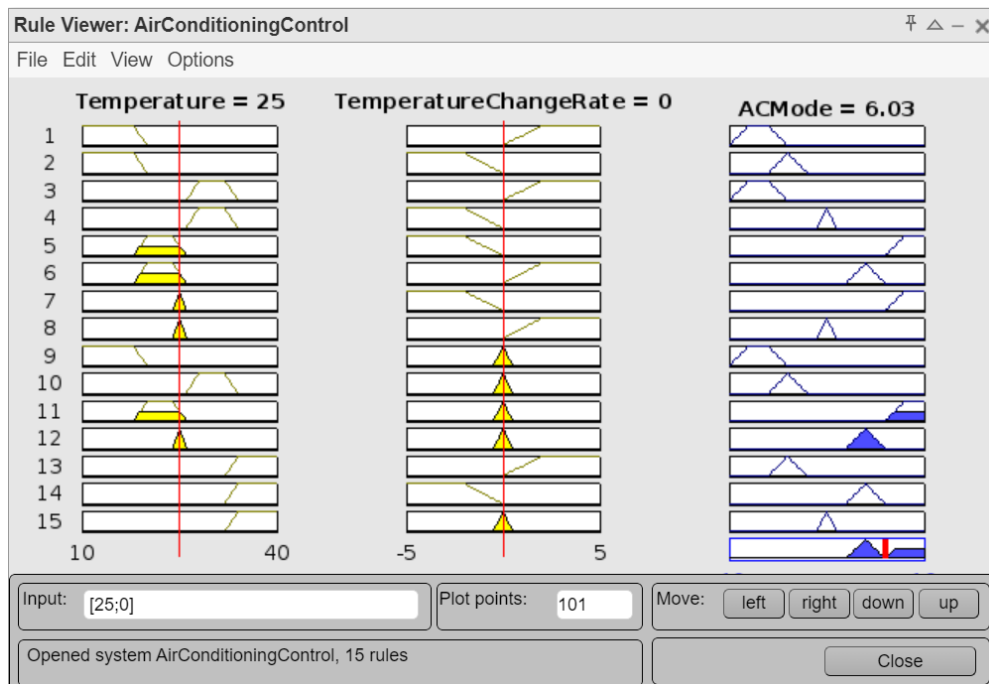 Rule Viewer: AirConditioningControl
File Edit View Options
Temperature = 25 TemperatureChangeRate = 0 ACMode = 6.03
1
2
3
4
5
6
7
8
9
10
11
12
13
14
15
10 40 -5 5
Input: [25;0] Plot points: 101 Move: left right down up
Opened system AirConditioningControl, 15 rules Close